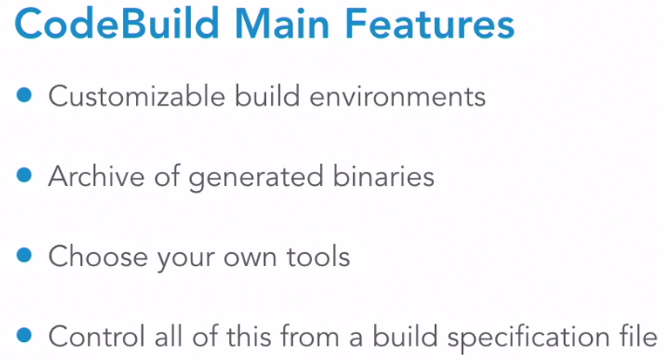 CodeBuild Main Features
Customizable build environments
Archive of generated binaries
Choose your own tools
Control all of this from a build specification file